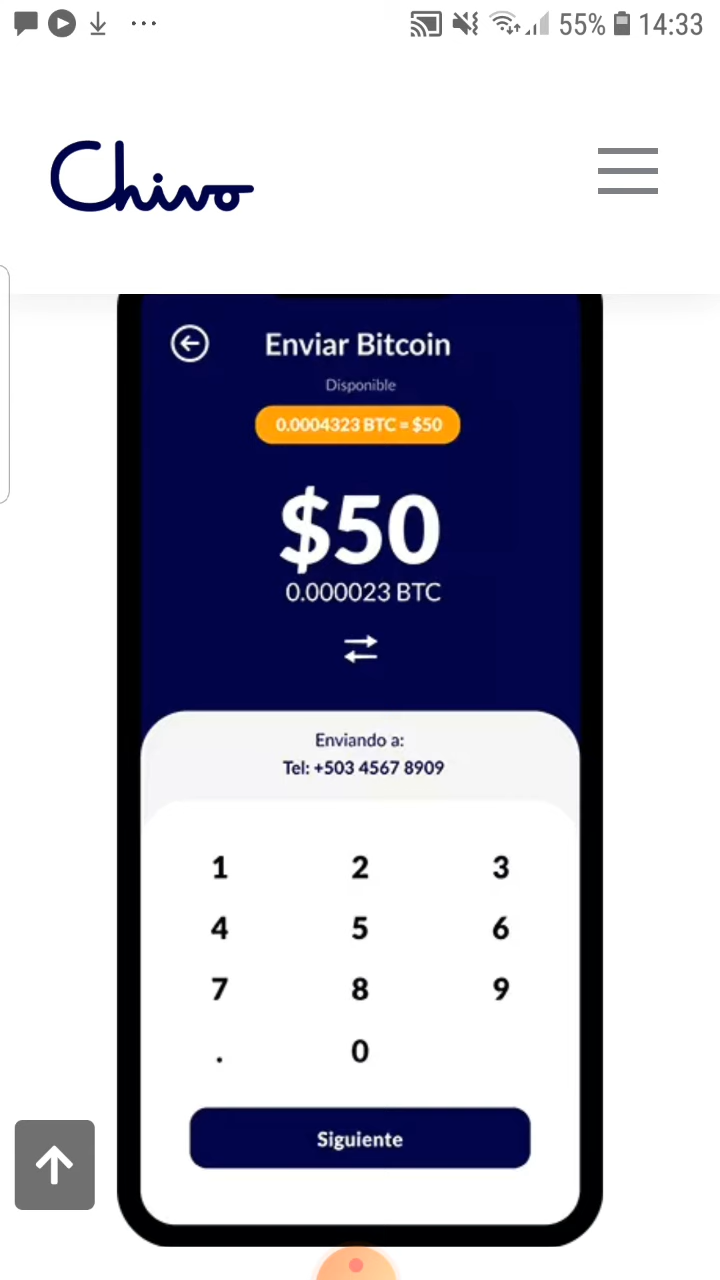 55% 14:33
Chivo
Enviar Bitcoin
Disponible
0.0004323 BTC = $50
$50
0.000023 BTC
Enviando a:
Tel: +503 4567 8909
1 2 3
4 5 6
7 8 9
. 0
Siguiente